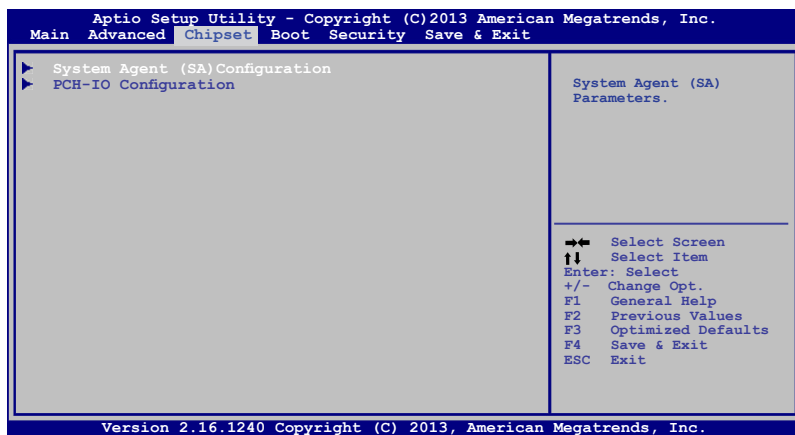 Aptio Setup Utility - Copyright (C)2013 American Megatrends, Inc.
Main Advanced Chipset Boot Security Save & Exit
System Agent (SA)Configuration
PCH-IO Configuration
System Agent (SA)
Parameters.
Select Screen
Select Item
Enter: Select
+/- Change Opt.
F1 General Help
F2 Previous Values
F3 Optimized Defaults
F4 Save & Exit
ESC Exit
Version 2.16.1240 Copyright (C) 2013, American Megatrends, Inc.